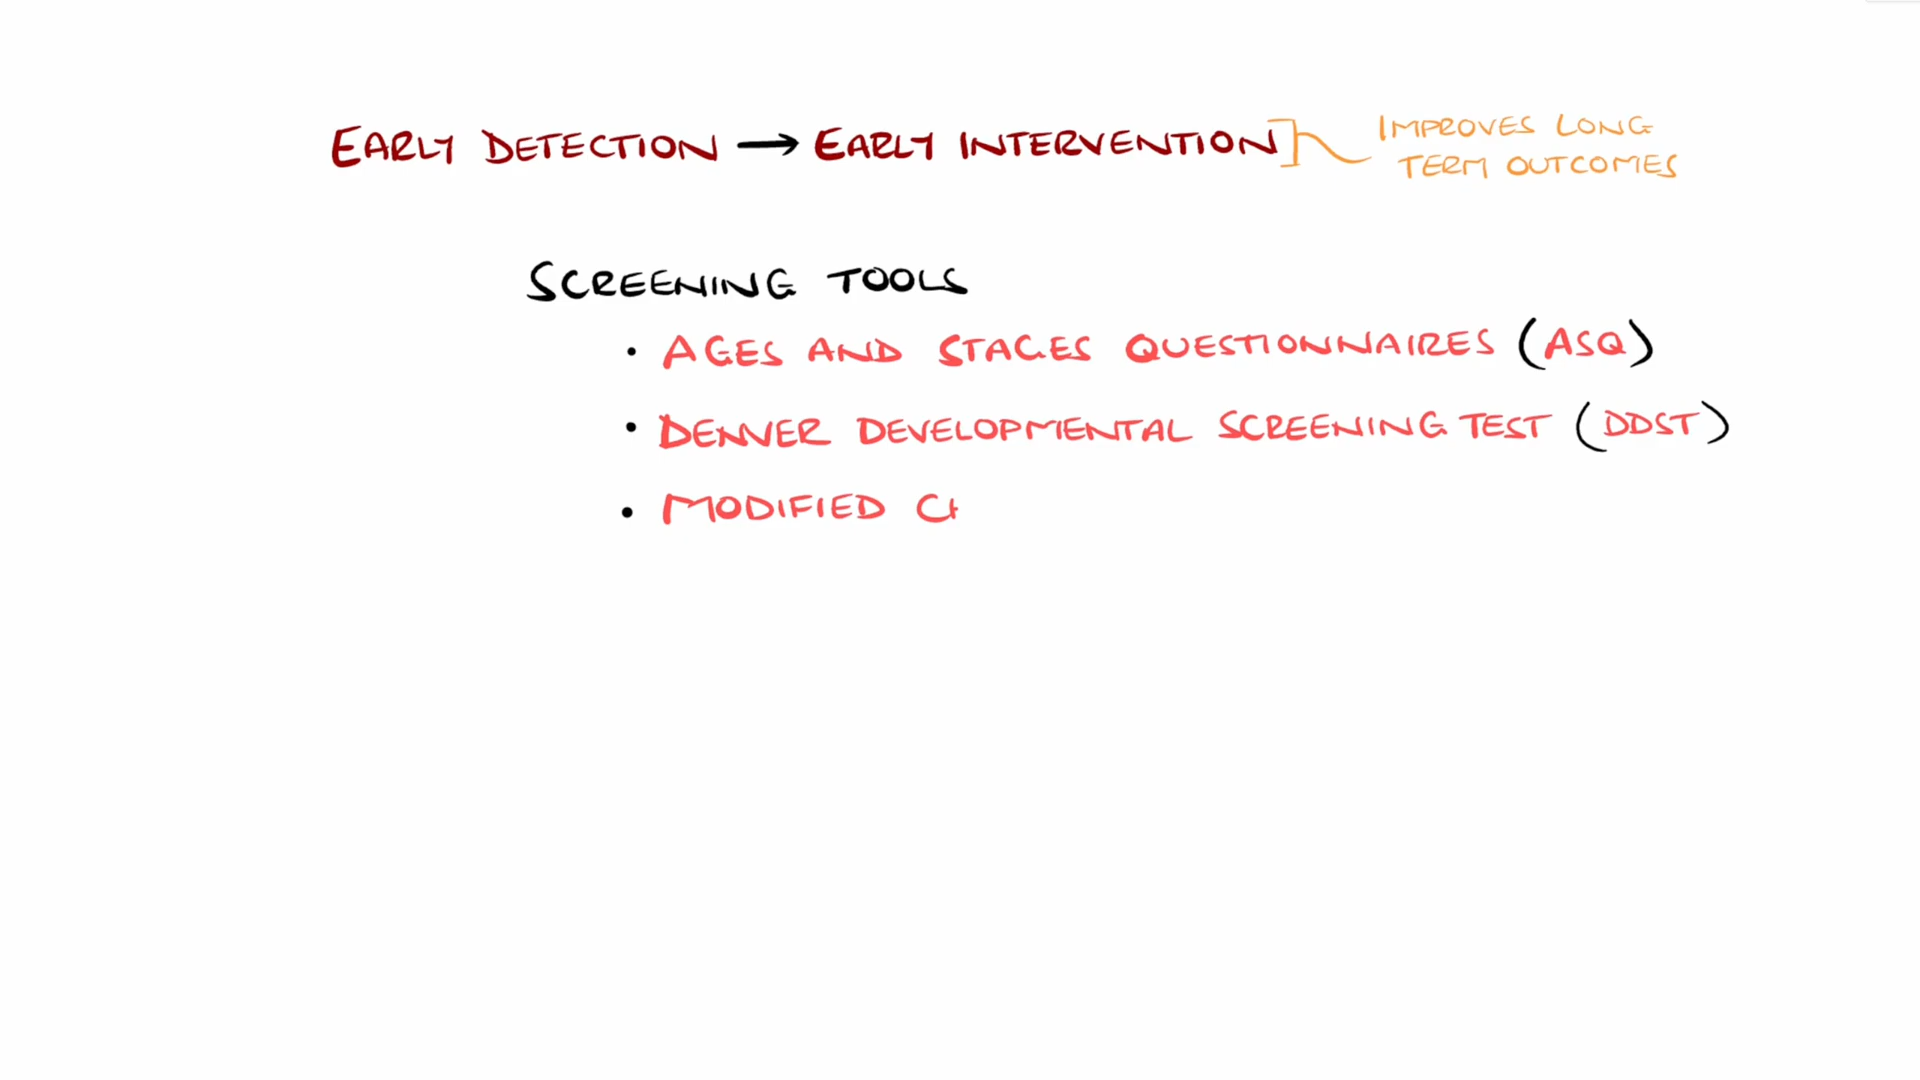 EARLY DETECTION → EARLY INTERVENTION] IMPROVES LONG
TERM OUTCOMES
SCREENING TOOLS
• AGES AND STAGES QUESTIONNAIRES (ASQ)
• DENVER DEVELOPMENTAL SCREENING TEST (DDST)
• MODIFIED CH